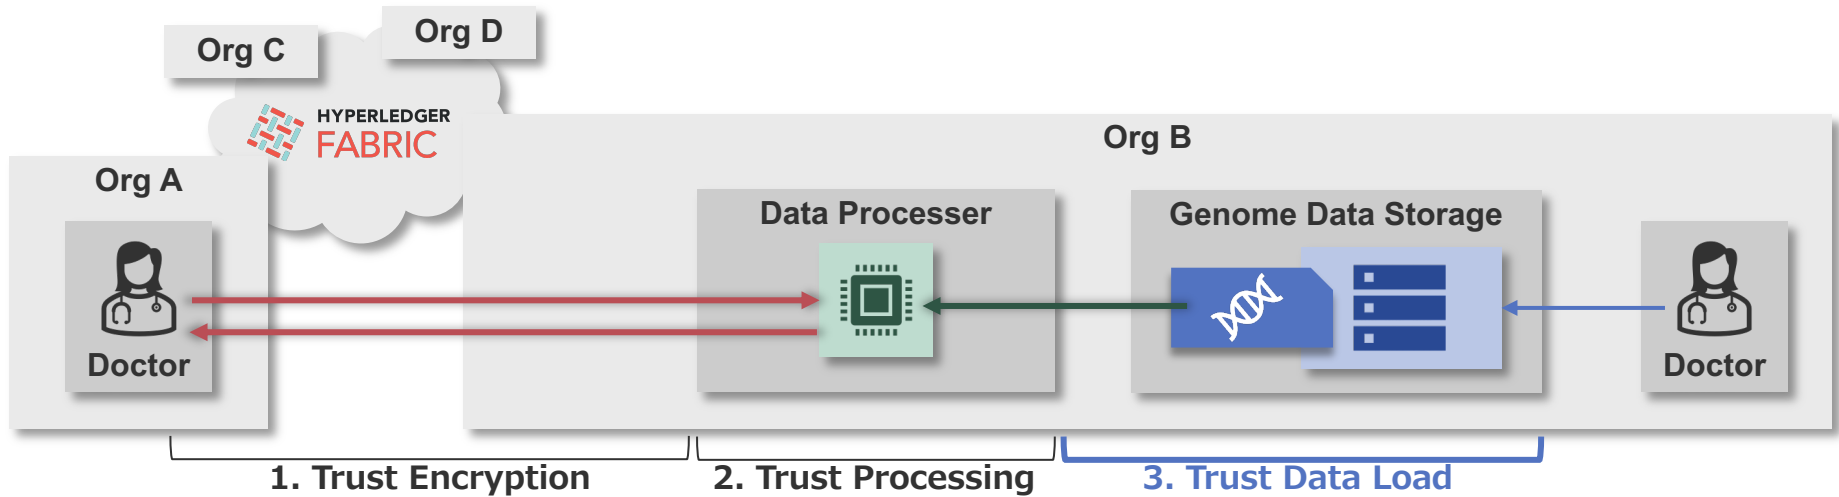 Org C
Org D
HYPERLEDGER
FABRIC
Org A
Doctor
Org B
Data Processer
Genome Data Storage
Doctor
1. Trust Encryption
2. Trust Processing
3. Trust Data Load